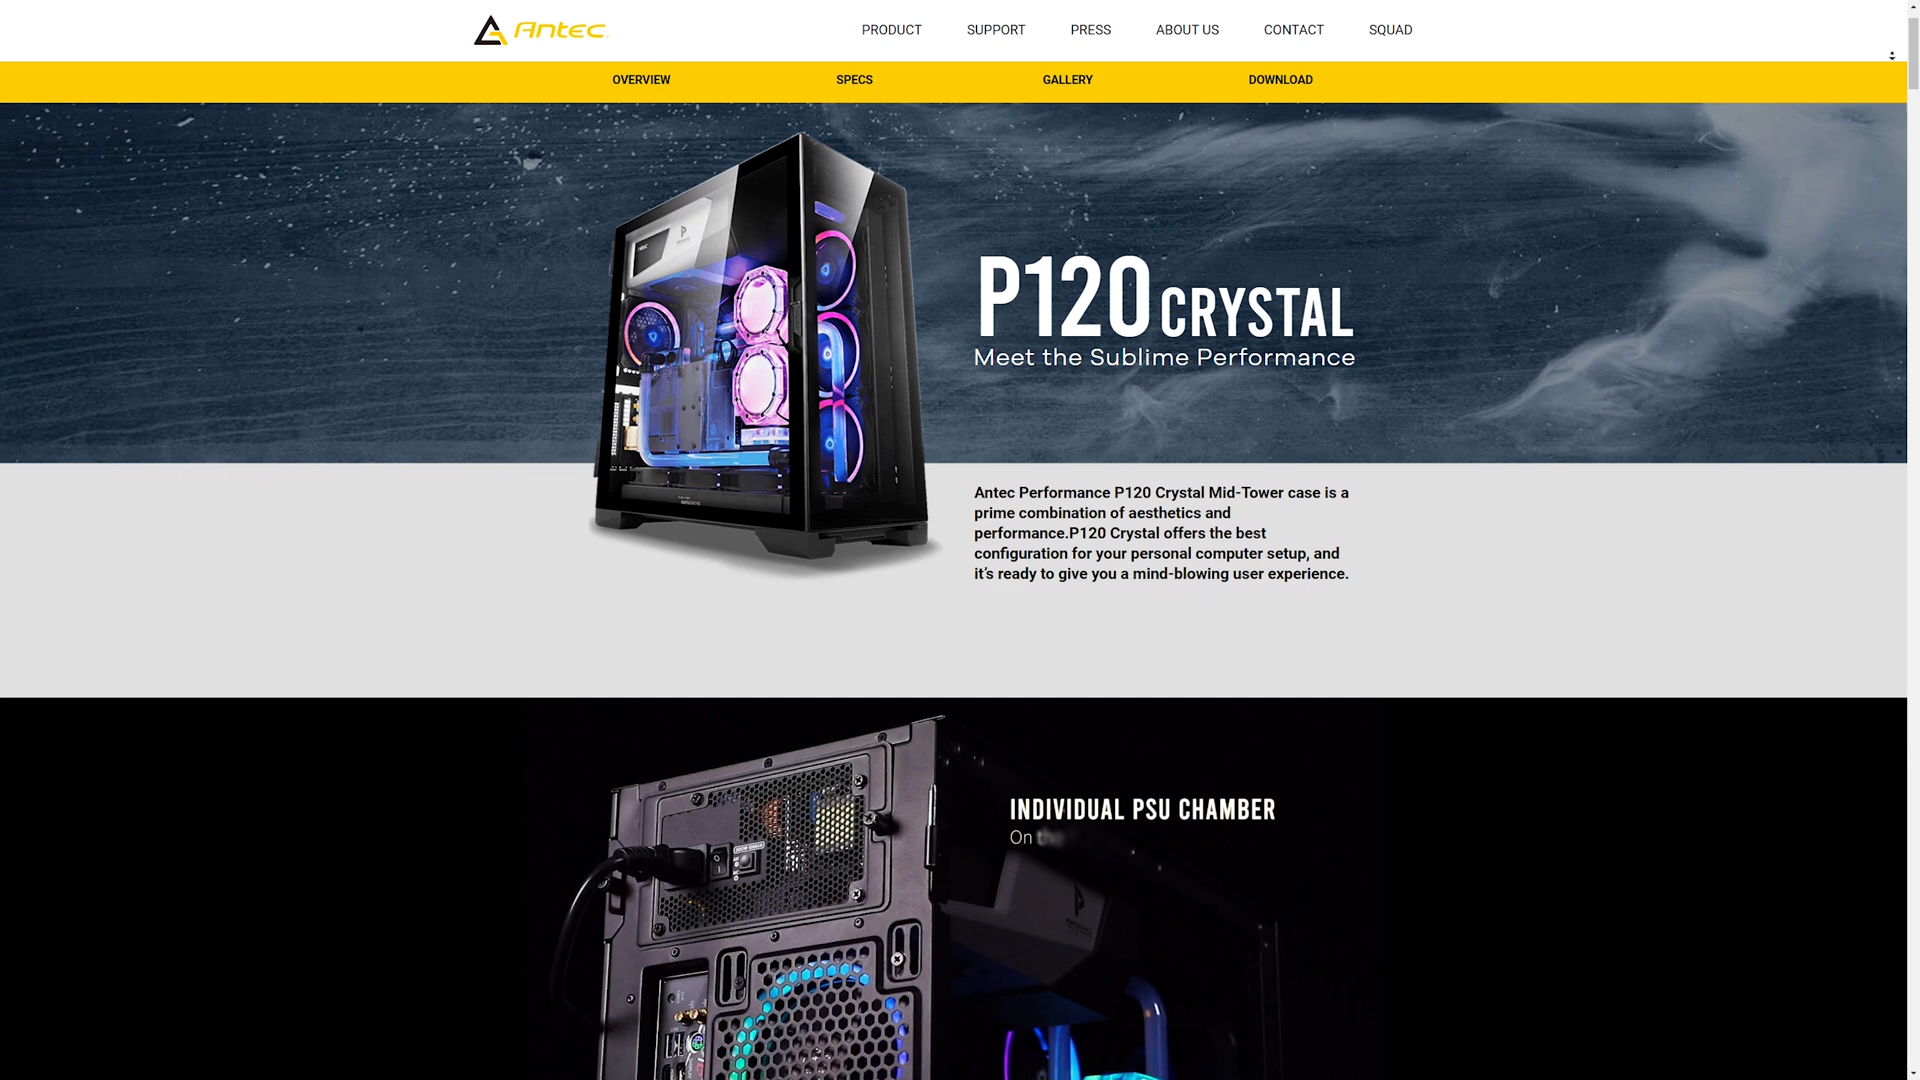 Antec
PRODUCT
SUPPORT
PRESS
ABOUT US
CONTACT
SQUAD
OVERVIEW
SPECS
GALLERY
DOWNLOAD
P120 CRYSTAL
Meet the Sublime Performance
Antec Performance P120 Crystal Mid-Tower case is a
prime combination of aesthetics and
performance.P120 Crystal offers the best
configuration for your personal computer setup, and
it's ready to give you a mind-blowing user experience.
INDIVIDUAL PSU CHAMBER
On the